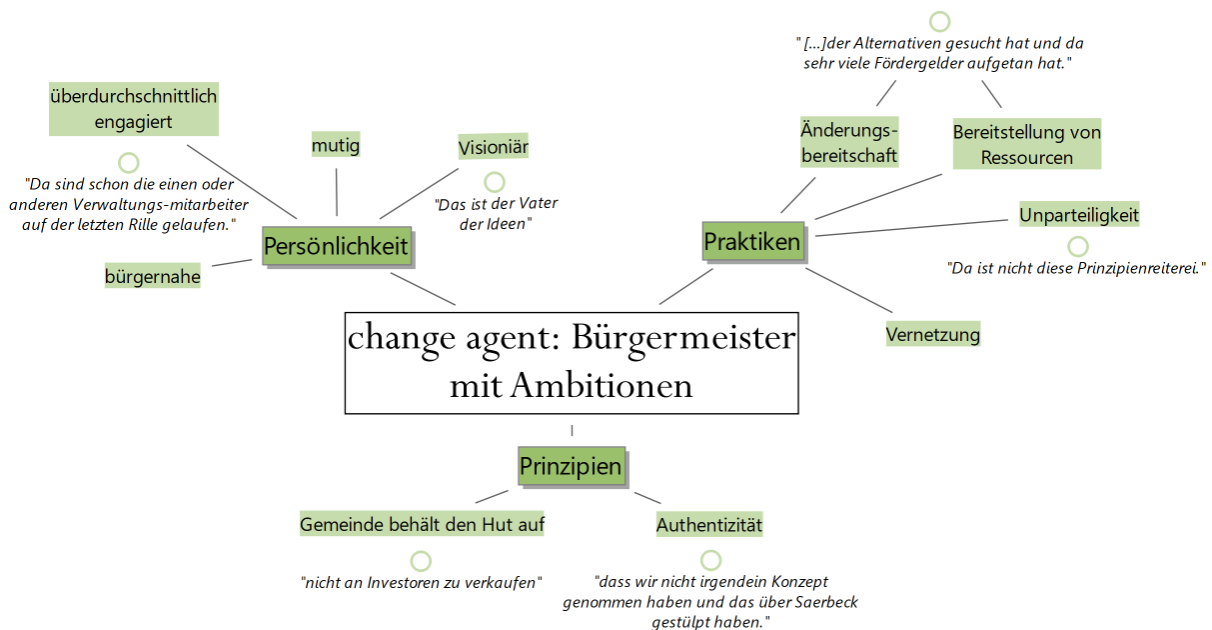 überdurchschnittlich
engagiert
"Da sind schon die einen oder
anderen Verwaltungs-mitarbeiter
auf der letzten Rille gelaufen."
mutig
Visionär
"Das ist der Vater
der Ideen"
Persönlichkeit
bürgernahe
"[...]der Alternativen gesucht hat und da
sehr viele Fördergelder aufgetan hat."
Änderungs-
bereitschaft
Bereitstellung von
Ressourcen
Praktiken
Unparteiligkeit
"Da ist nicht diese Prinzipienreiterei."
Vernetzung
change agent: Bürgermeister
mit Ambitionen
Prinzipien
Gemeinde behält den Hut auf
"nicht an Investoren zu verkaufen"
Authentizität
"dass wir nicht irgendein Konzept
genommen haben und das über Saerbeck
gestülpt haben."